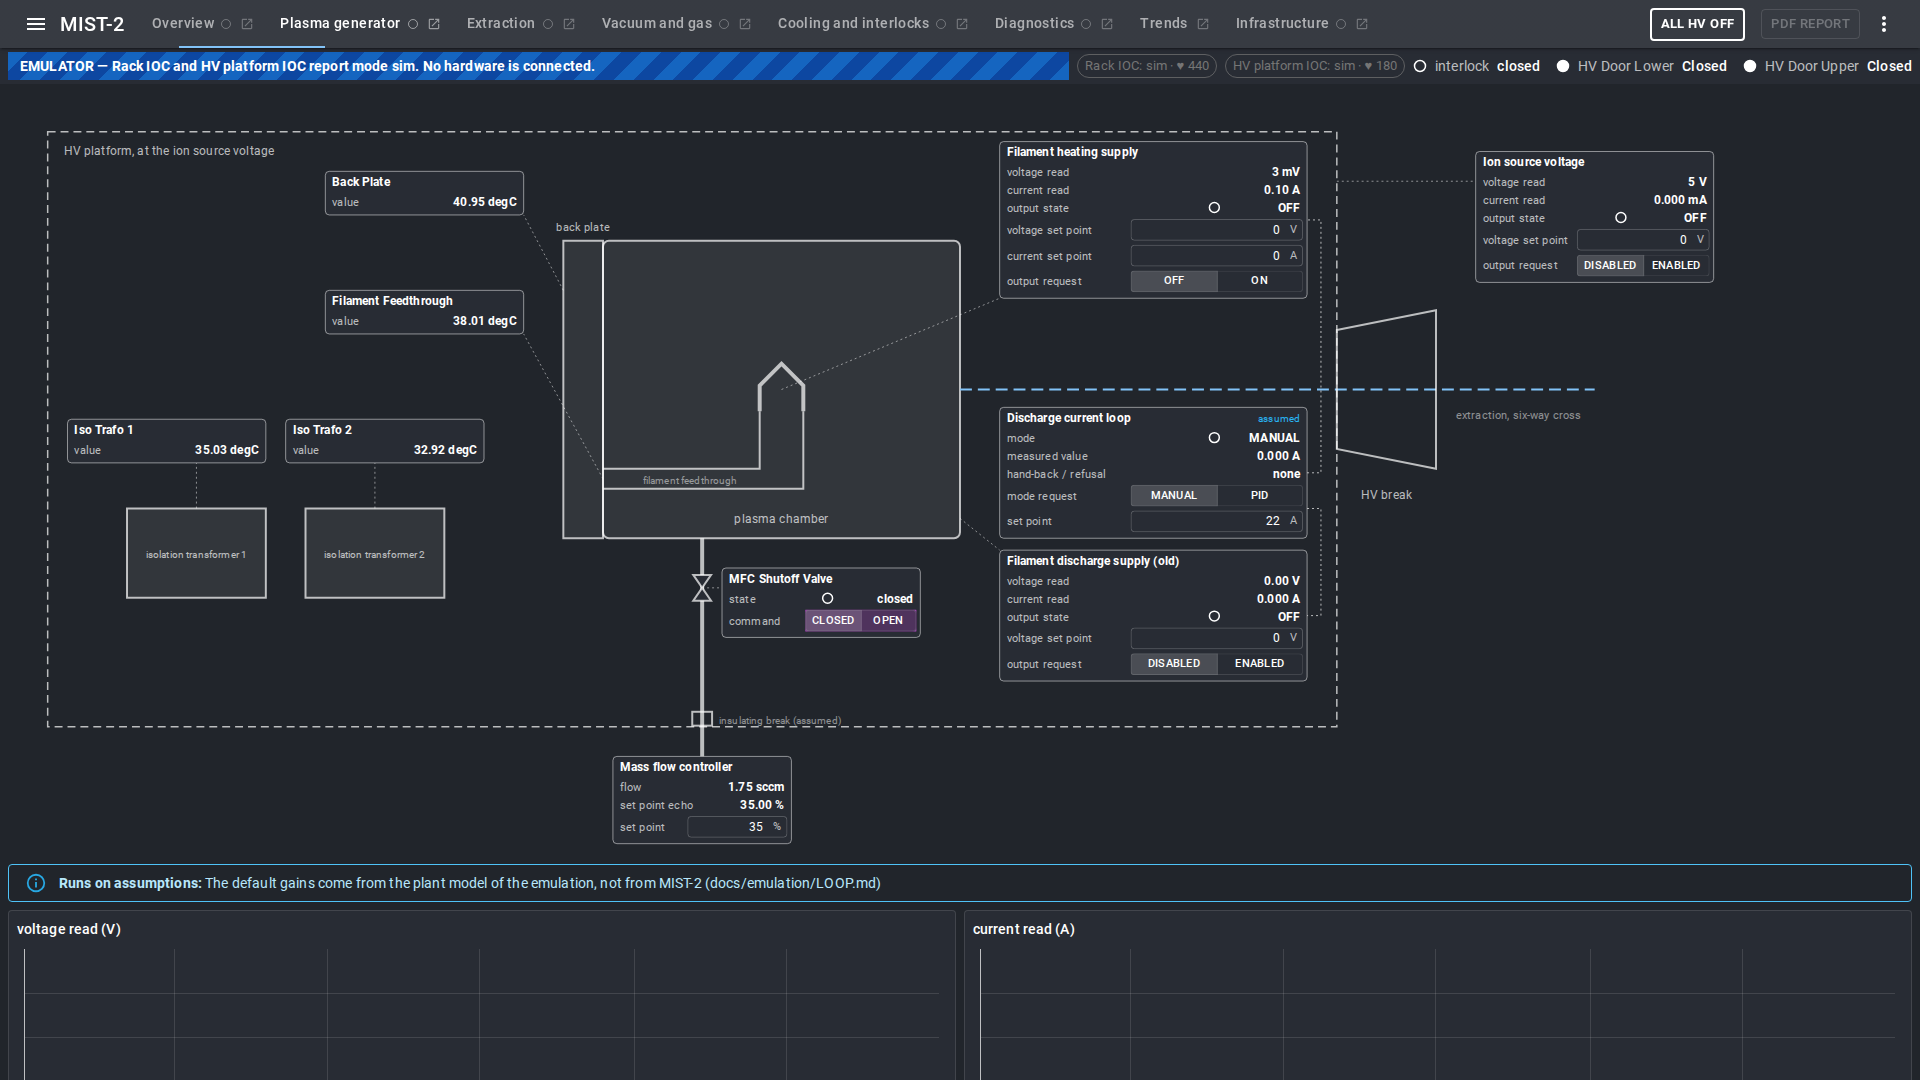 MIST-2
Overview
Plasma generator
Extraction
Vacuum and gas
Cooling and interlocks
Diagnostics
Trends
Infrastructure
ALL HV OFF
PDF REPORT
EMULATOR — Rack IOC and HV platform IOC report mode sim. No hardware is connected.
Rack IOC: sim · ♥ 440
HV platform IOC: sim · ♥ 180
interlock closed
HV Door Lower Closed
HV Door Upper Closed
HV platform, at the ion source voltage
Back Plate
value 40.95 degC
back plate
Filament Feedthrough
value 38.01 degC
Iso Trafo 1
value 35.03 degC
Iso Trafo 2
value 32.92 degC
isolation transformer 1
isolation transformer 2
filament feedthrough
plasma chamber
MFC Shutoff Valve
state closed
command CLOSED OPEN
insulating break (assumed)
Mass flow controller
flow 1.75 sccm
set point echo 35.00 %
set point 35 %
Filament heating supply
voltage read 3 mV
current read 0.10 A
output state OFF
voltage set point 0 V
current set point 0 A
output request OFF ON
Discharge current loop assumed
mode MANUAL
measured value 0.000 A
hand-back / refusal none
mode request MANUAL PID
set point 22 A
Filament discharge supply (old)
voltage read 0.00 V
current read 0.000 A
output state OFF
voltage set point 0 V
output request DISABLED ENABLED
Ion source voltage
voltage read 5 V
current read 0.000 mA
output state OFF
voltage set point 0 V
output request DISABLED ENABLED
extraction, six-way cross
HV break
Runs on assumptions: The default gains come from the plant model of the emulation, not from MIST-2 (docs/emulation/LOOP.md)
voltage read (V)
current read (A)